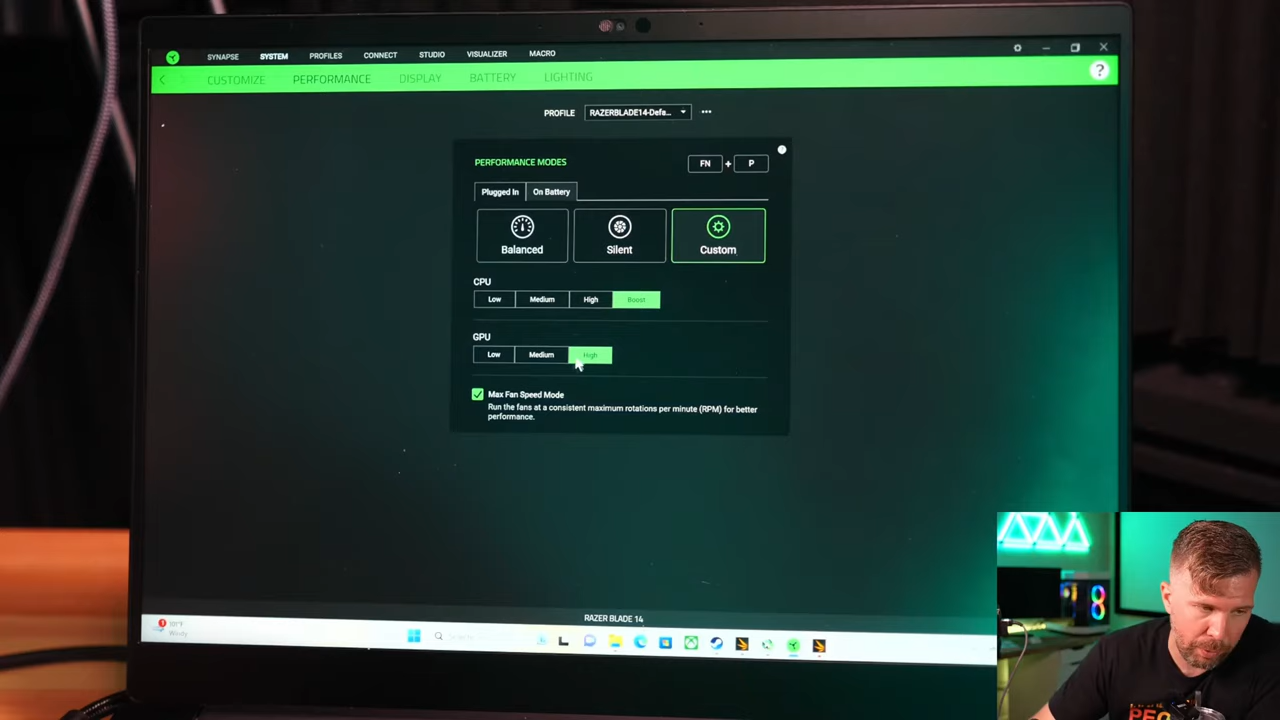 SYNAPSE SYSTEM PROFILES CONNECT STUDIO VISUALIZER MACRO
CUSTOMIZE PERFORMANCE DISPLAY BATTERY LIGHTING
?
PROFILE RAZERBLADE14-Defa...
PERFORMANCE MODES FN + P
Plugged In On Battery
Balanced Silent Custom
CPU
Low Medium High Boost
GPU
Low Medium High
Max Fan Speed Mode
Run the fans at a consistent maximum rotations per minute (RPM) for better
performance.
RAZER BLADE 14
1
Windy